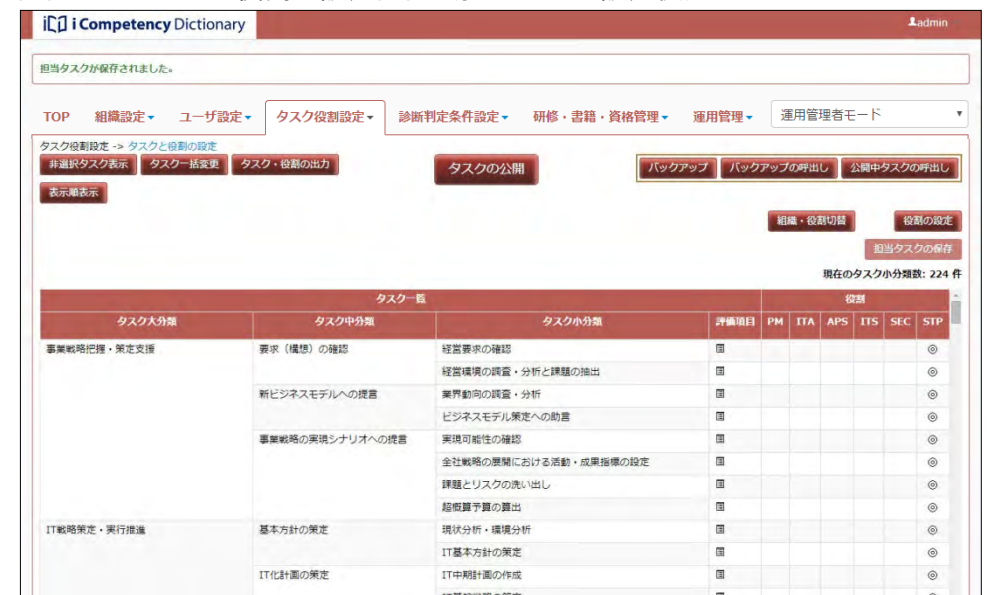 iCD i Competency Dictionary admin
担当タスクが保存されました。
TOP 組織設定 ユーザ設定 タスク役割設定 診断判定条件設定 研修・書籍・資格管理 運用管理 運用管理者モード
タスク役割設定 -> タスクと役割の設定
非選択タスク表示 タスク一括変更 タスク・役割の出力 タスクの公開 バックアップ バックアップの呼出し 公開中タスクの呼出し
表示順表示
組織・役割切替 役割の設定
担当タスクの保存
現在のタスク小分類数: 224 件
タスク一覧 役割
タスク大分類 タスク中分類 タスク小分類 評価項目 PM ITA APS ITS SEC STP
事業戦略把握・策定支援 要求（構想）の確認 経営要求の確認 ◎
経営環境の調査・分析と課題の抽出 ◎
新ビジネスモデルへの提言 業界動向の調査・分析 ◎
ビジネスモデル策定への助言 ◎
事業戦略の実現シナリオへの提言 実現可能性の確認 ◎
全社戦略の展開における活動・成果指標の設定 ◎
課題とリスクの洗い出し ◎
超概算予算の算出 ◎
IT戦略策定・実行推進 基本方針の策定 現状分析・環境分析 ◎
IT基本方針の策定 ◎
IT化計画の策定 IT中期計画の作成 ◎